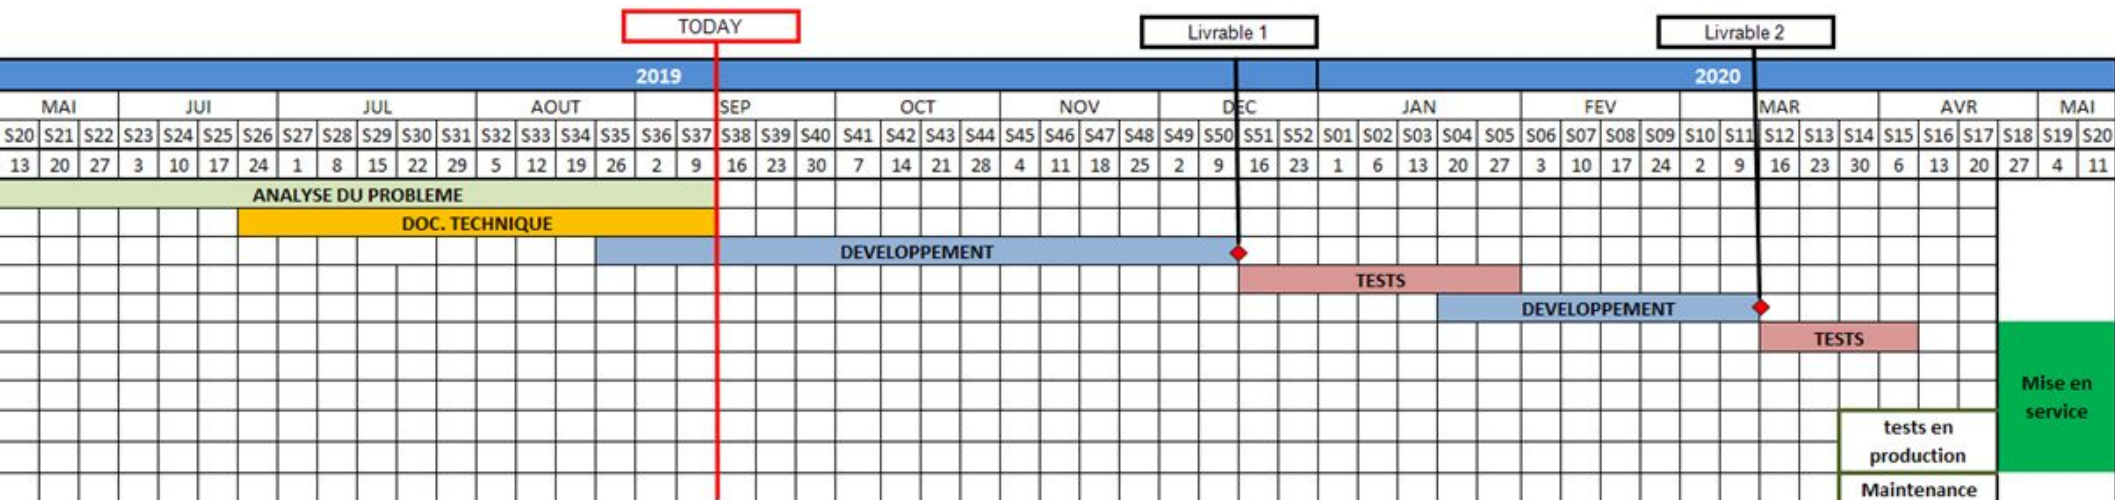 TODAY Livrable 1 Livrable 2
2019 2020
MAI JUI JUL AOUT SEP OCT NOV DEC JAN FEV MAR AVR MAI
S20 S21 S22 S23 S24 S25 S26 S27 S28 S29 S30 S31 S32 S33 S34 S35 S36 S37 S38 S39 S40 S41 S42 S43 S44 S45 S46 S47 S48 S49 S50 S51 S52 S01 S02 S03 S04 S05 S06 S07 S08 S09 S10 S11 S12 S13 S14 S15 S16 S17 S18 S19 S20
13 20 27 3 10 17 24 1 8 15 22 29 5 12 19 26 2 9 16 23 30 7 14 21 28 4 11 18 25 2 9 16 23 1 6 13 20 27 3 10 17 24 2 9 16 23 30 6 13 20 27 4 11
ANALYSE DU PROBLEME
DOC. TECHNIQUE
DEVELOPPEMENT
TESTS
DEVELOPPEMENT
TESTS
Mise en
service
tests en
production
Maintenance